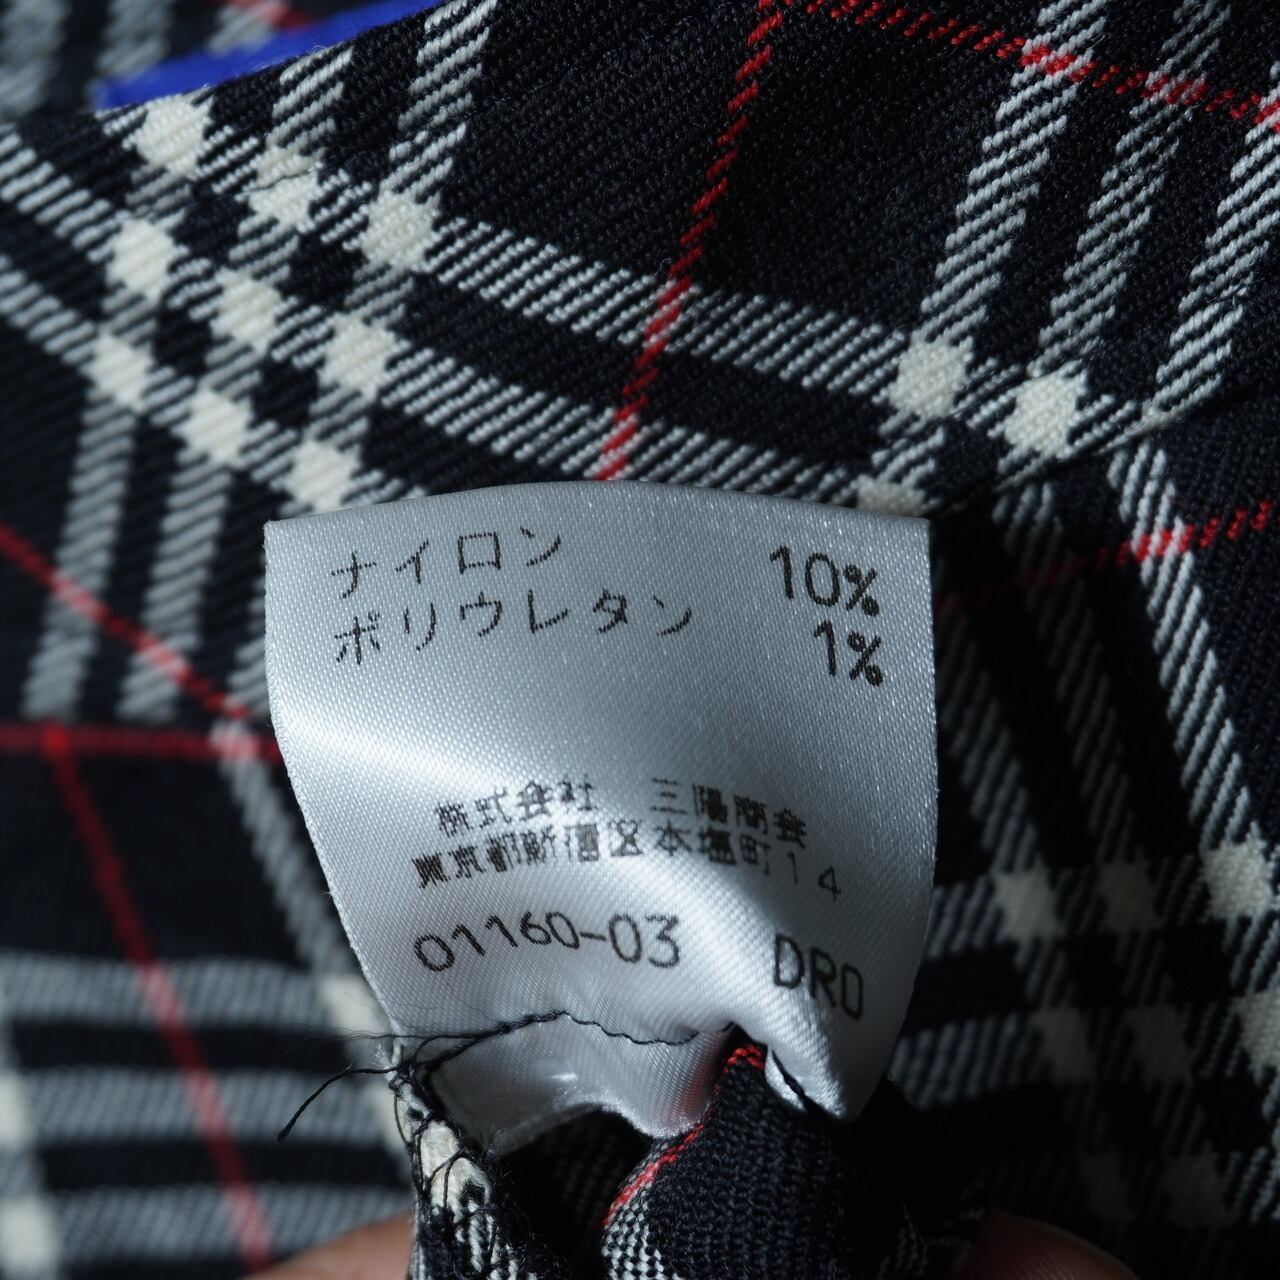 ナイロン 10%
ポリウレタン 1%
株式会社 三陽商会
東京都新宿区本塩町14
01160-03 DRO